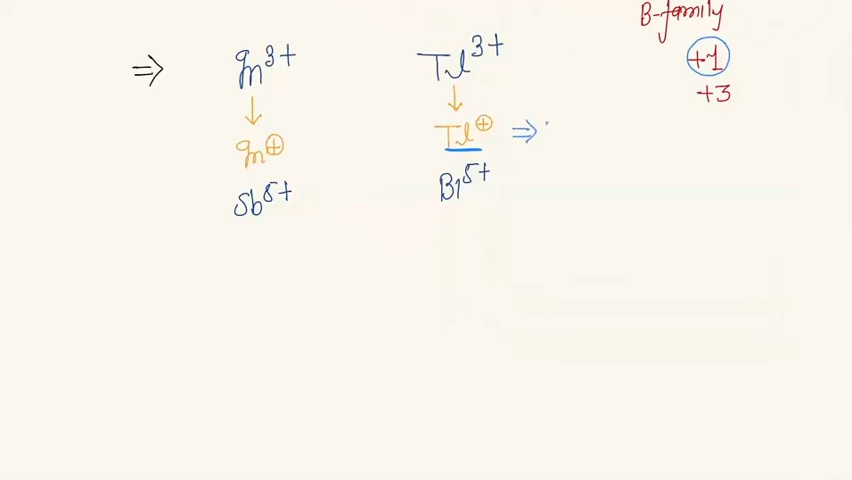 B-family
⇒ In³⁺ Tl³⁺ +1
+3
↓ ↓
In⊕ Tl⊕ ⇒
Sb⁵⁺ Bi⁵⁺